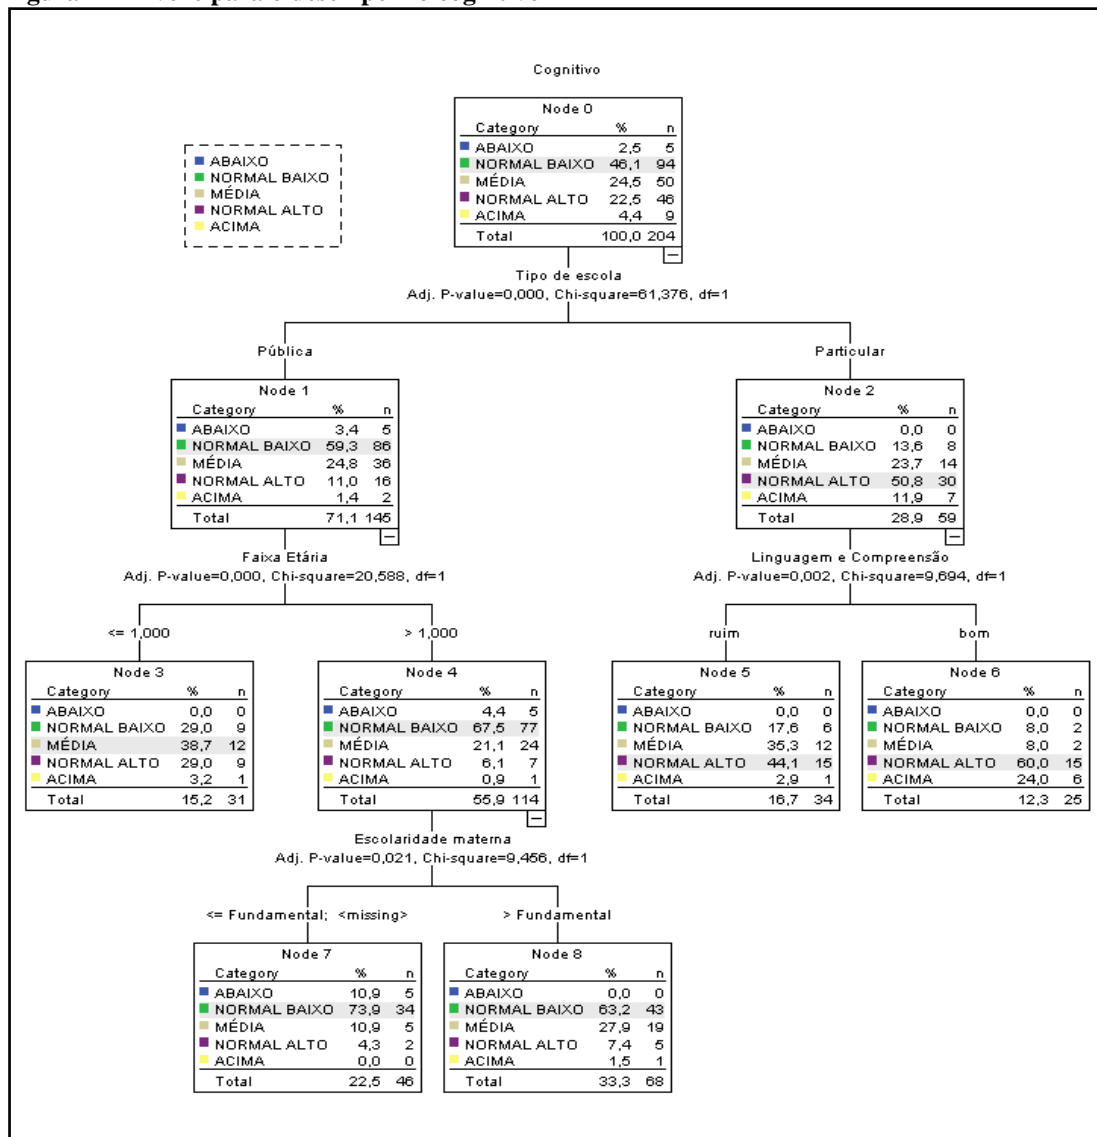 Cognitivo
ABAIXO
NORMAL BAIXO
MÉDIA
NORMAL ALTO
ACIMA
Node 0
Category % n
ABAIXO 2,5 5
NORMAL BAIXO 46,1 94
MÉDIA 24,5 50
NORMAL ALTO 22,5 46
ACIMA 4,4 9
Total 100,0 204
Tipo de escola
Adj. P-value=0,000, Chi-square=61,376, df=1
Pública
Particular
Node 1
Category % n
ABAIXO 3,4 5
NORMAL BAIXO 59,3 86
MÉDIA 24,8 36
NORMAL ALTO 11,0 16
ACIMA 1,4 2
Total 71,1 145
Node 2
Category % n
ABAIXO 0,0 0
NORMAL BAIXO 13,6 8
MÉDIA 23,7 14
NORMAL ALTO 50,8 30
ACIMA 11,9 7
Total 28,9 59
Faixa Etária
Adj. P-value=0,000, Chi-square=20,588, df=1
Linguagem e Compreensão
Adj. P-value=0,002, Chi-square=9,694, df=1
<= 1,000
> 1,000
ruim
bom
Node 3
Category % n
ABAIXO 0,0 0
NORMAL BAIXO 29,0 9
MÉDIA 38,7 12
NORMAL ALTO 29,0 9
ACIMA 3,2 1
Total 15,2 31
Node 4
Category % n
ABAIXO 4,4 5
NORMAL BAIXO 67,5 77
MÉDIA 21,1 24
NORMAL ALTO 6,1 7
ACIMA 0,9 1
Total 55,9 114
Node 5
Category % n
ABAIXO 0,0 0
NORMAL BAIXO 17,6 6
MÉDIA 35,3 12
NORMAL ALTO 44,1 15
ACIMA 2,9 1
Total 16,7 34
Node 6
Category % n
ABAIXO 0,0 0
NORMAL BAIXO 8,0 2
MÉDIA 8,0 2
NORMAL ALTO 60,0 15
ACIMA 24,0 6
Total 12,3 25
Escolaridade materna
Adj. P-value=0,021, Chi-square=9,456, df=1
<= Fundamental; <missing>
> Fundamental
Node 7
Category % n
ABAIXO 10,9 5
NORMAL BAIXO 73,9 34
MÉDIA 10,9 5
NORMAL ALTO 4,3 2
ACIMA 0,0 0
Total 22,5 46
Node 8
Category % n
ABAIXO 0,0 0
NORMAL BAIXO 63,2 43
MÉDIA 27,9 19
NORMAL ALTO 7,4 5
ACIMA 1,5 1
Total 33,3 68